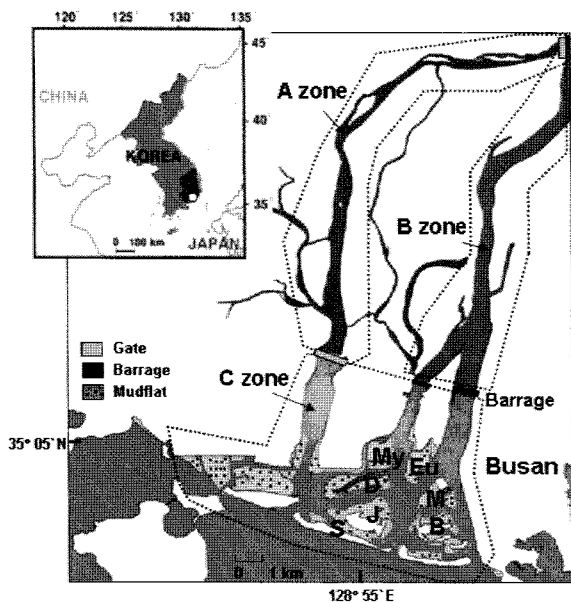 120° 125° 130° 135°
45
40
35
CHINA
KOREA
JAPAN
0 100 km
A zone
B zone
C zone
Gate
Barrage
Mudflat
Barrage
35° 05` N
Busan
My
Eu
D
M
J
B
S
0 1 km
128° 55` E